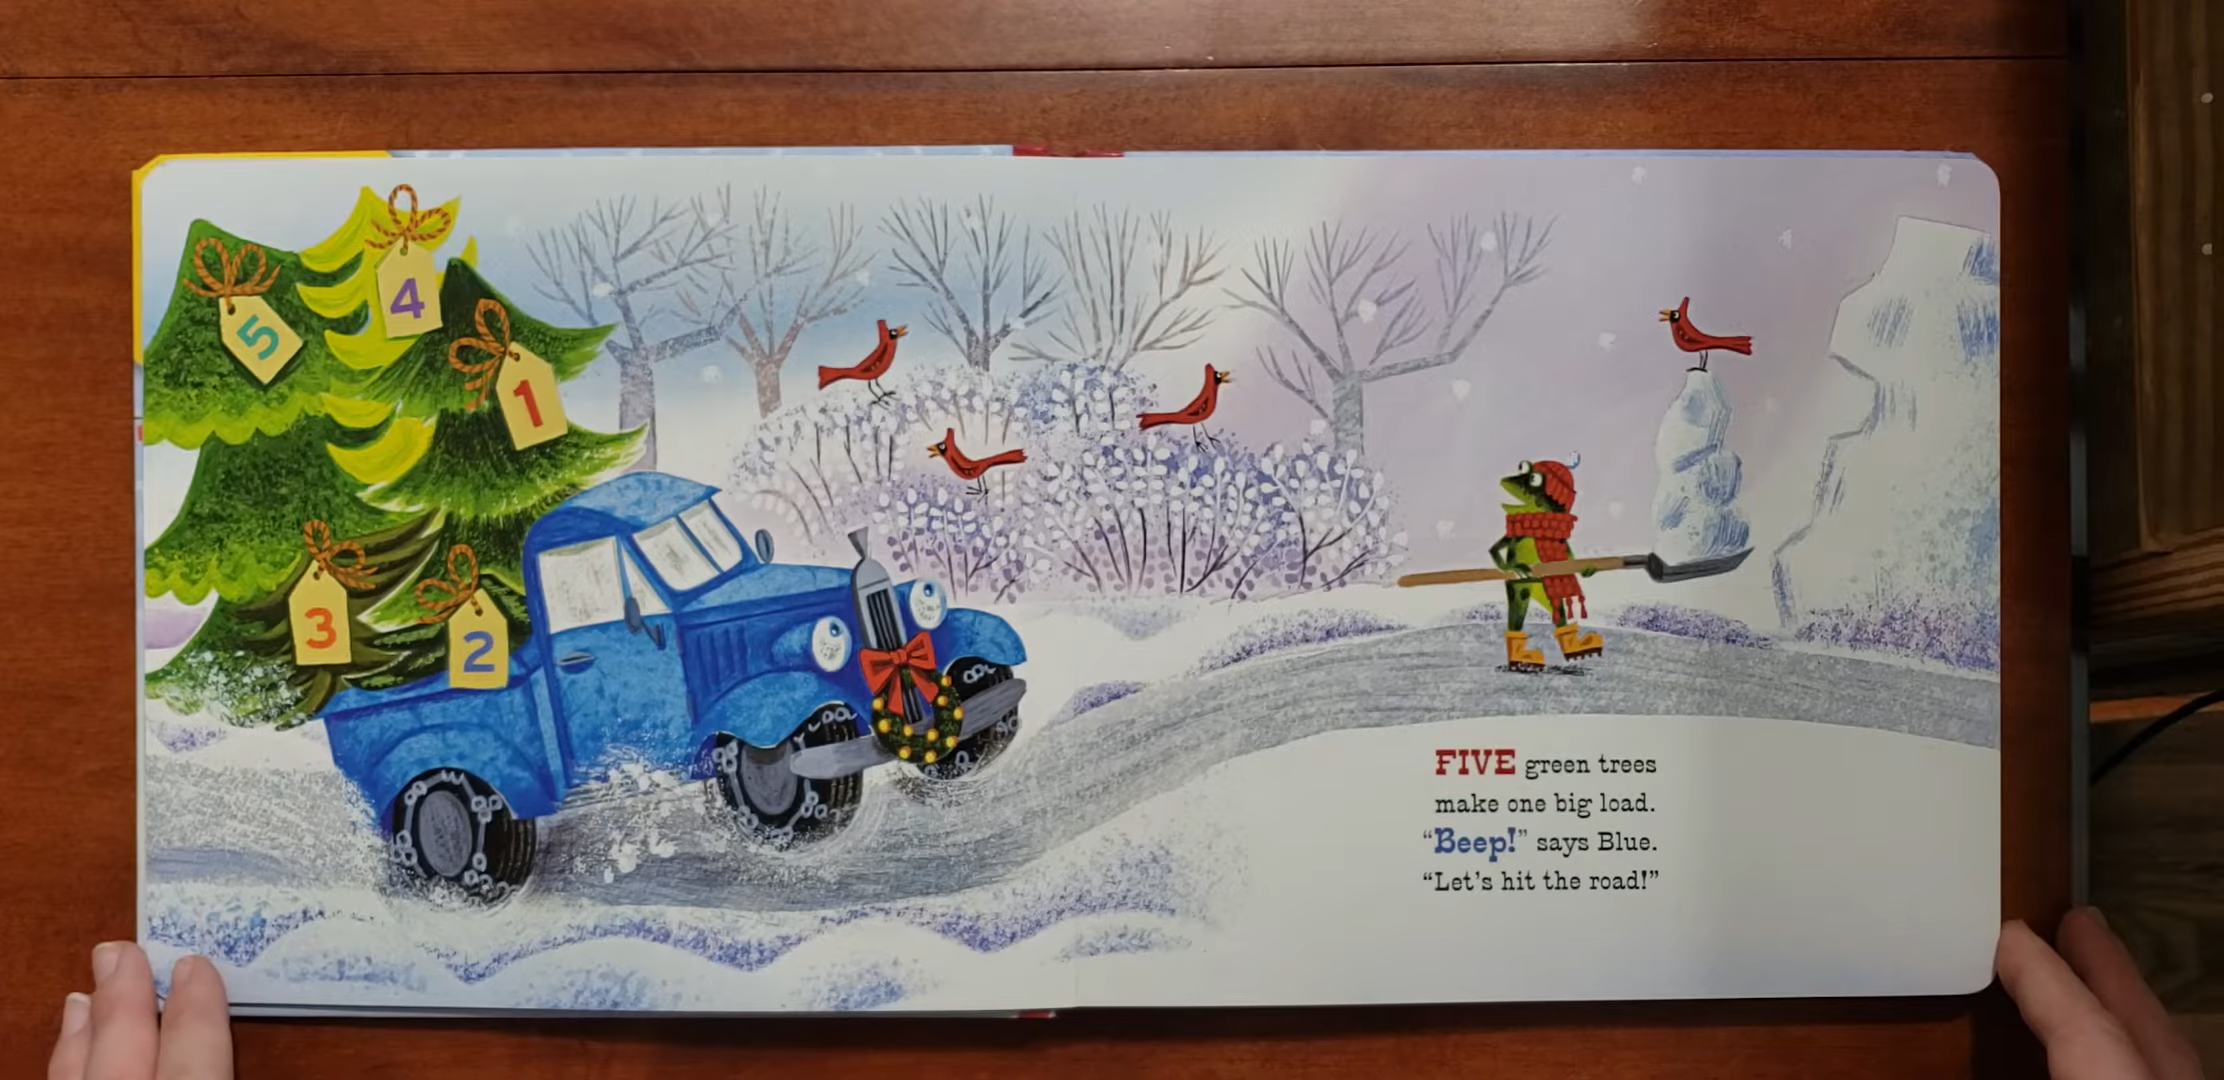 5
4
1
3
2
FIVE green trees
make one big load.
“Beep!” says Blue.
“Let’s hit the road!”